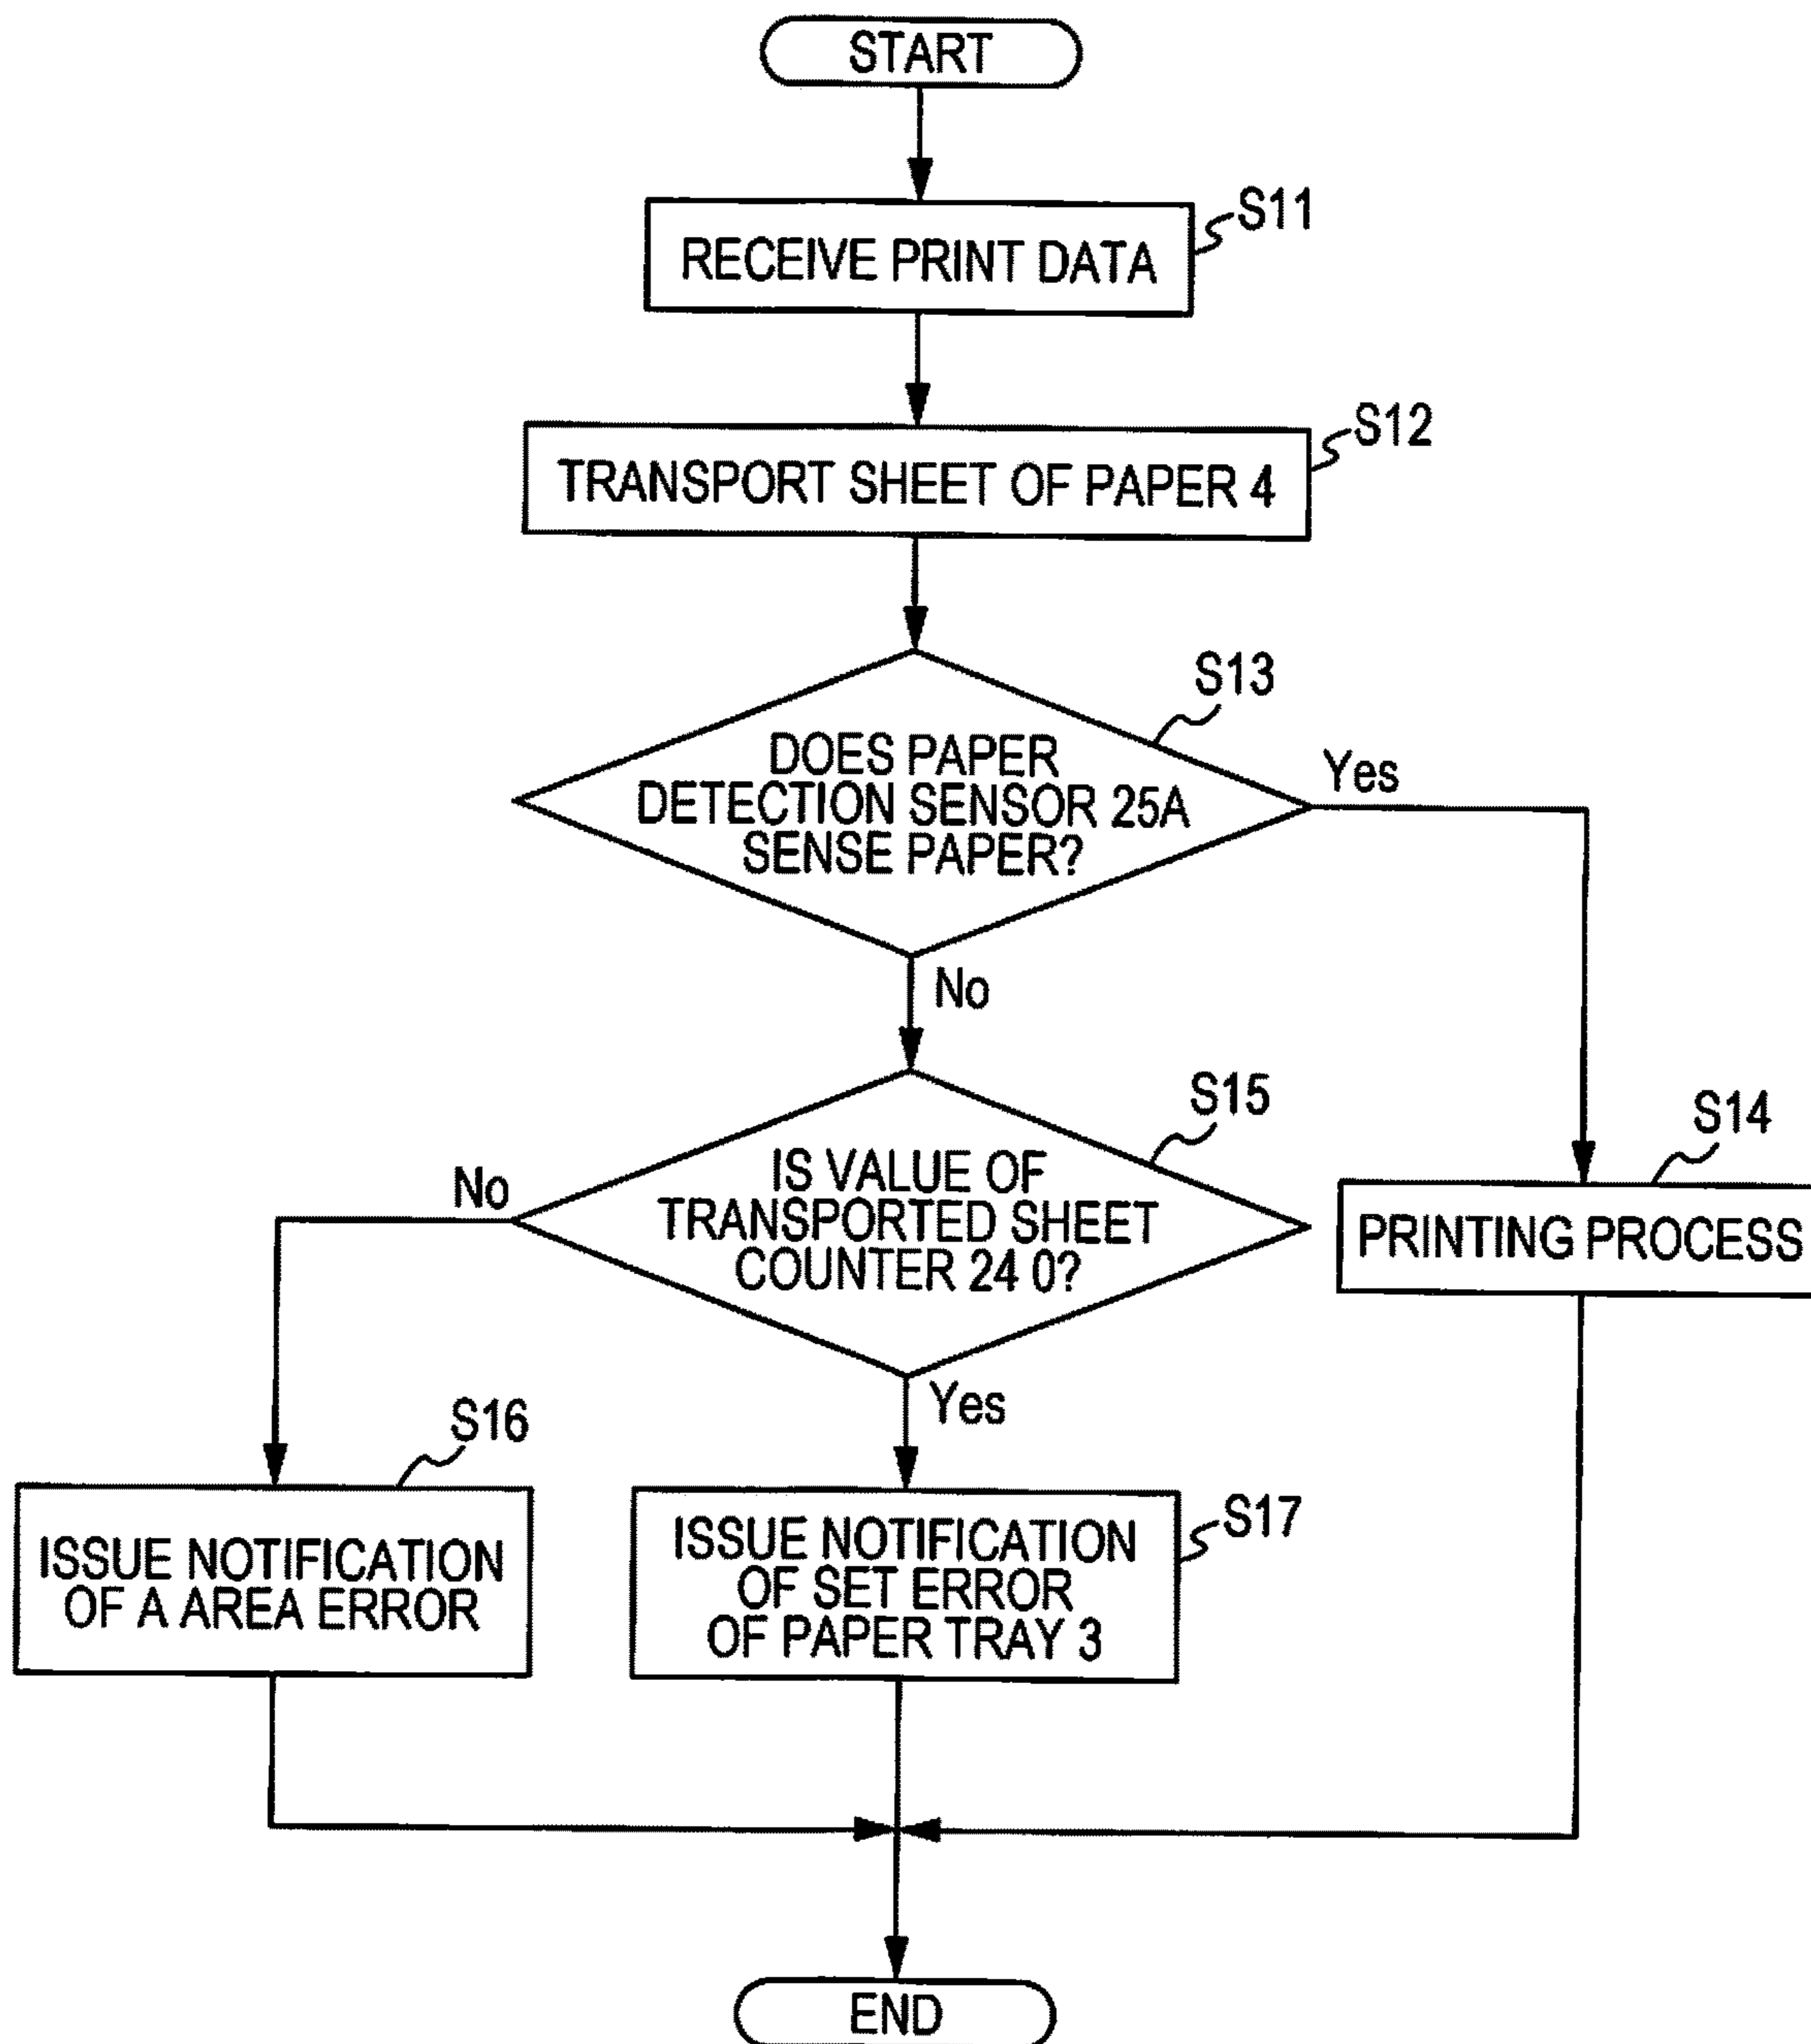 START
S11
RECEIVE PRINT DATA
S12
TRANSPORT SHEET OF PAPER 4
S13
DOES PAPER
DETECTION SENSOR 25A
SENSE PAPER?
Yes
No
S15
IS VALUE OF
TRANSPORTED SHEET
COUNTER 24 0?
No
S14
PRINTING PROCESS
Yes
S16
ISSUE NOTIFICATION
OF A AREA ERROR
S17
ISSUE NOTIFICATION
OF SET ERROR
OF PAPER TRAY 3
END